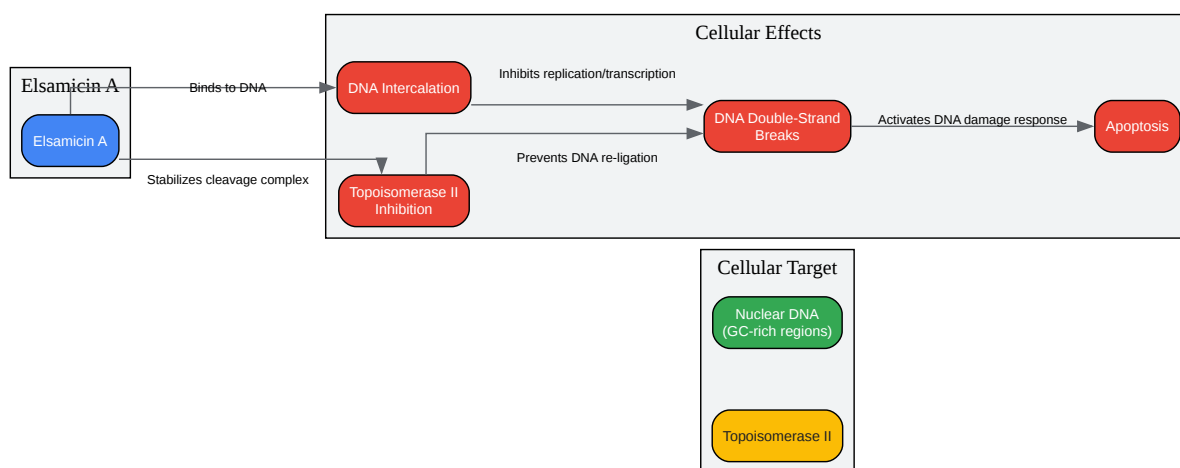 Cellular Effects
Elsamicin A
Elsamicin A
Binds to DNA
Stabilizes cleavage complex
DNA Intercalation
Topoisomerase II
Inhibition
Inhibits replication/transcription
Prevents DNA re-ligation
DNA Double-Strand
Breaks
Activates DNA damage response
Apoptosis
Cellular Target
Nuclear DNA
(GC-rich regions)
Topoisomerase II